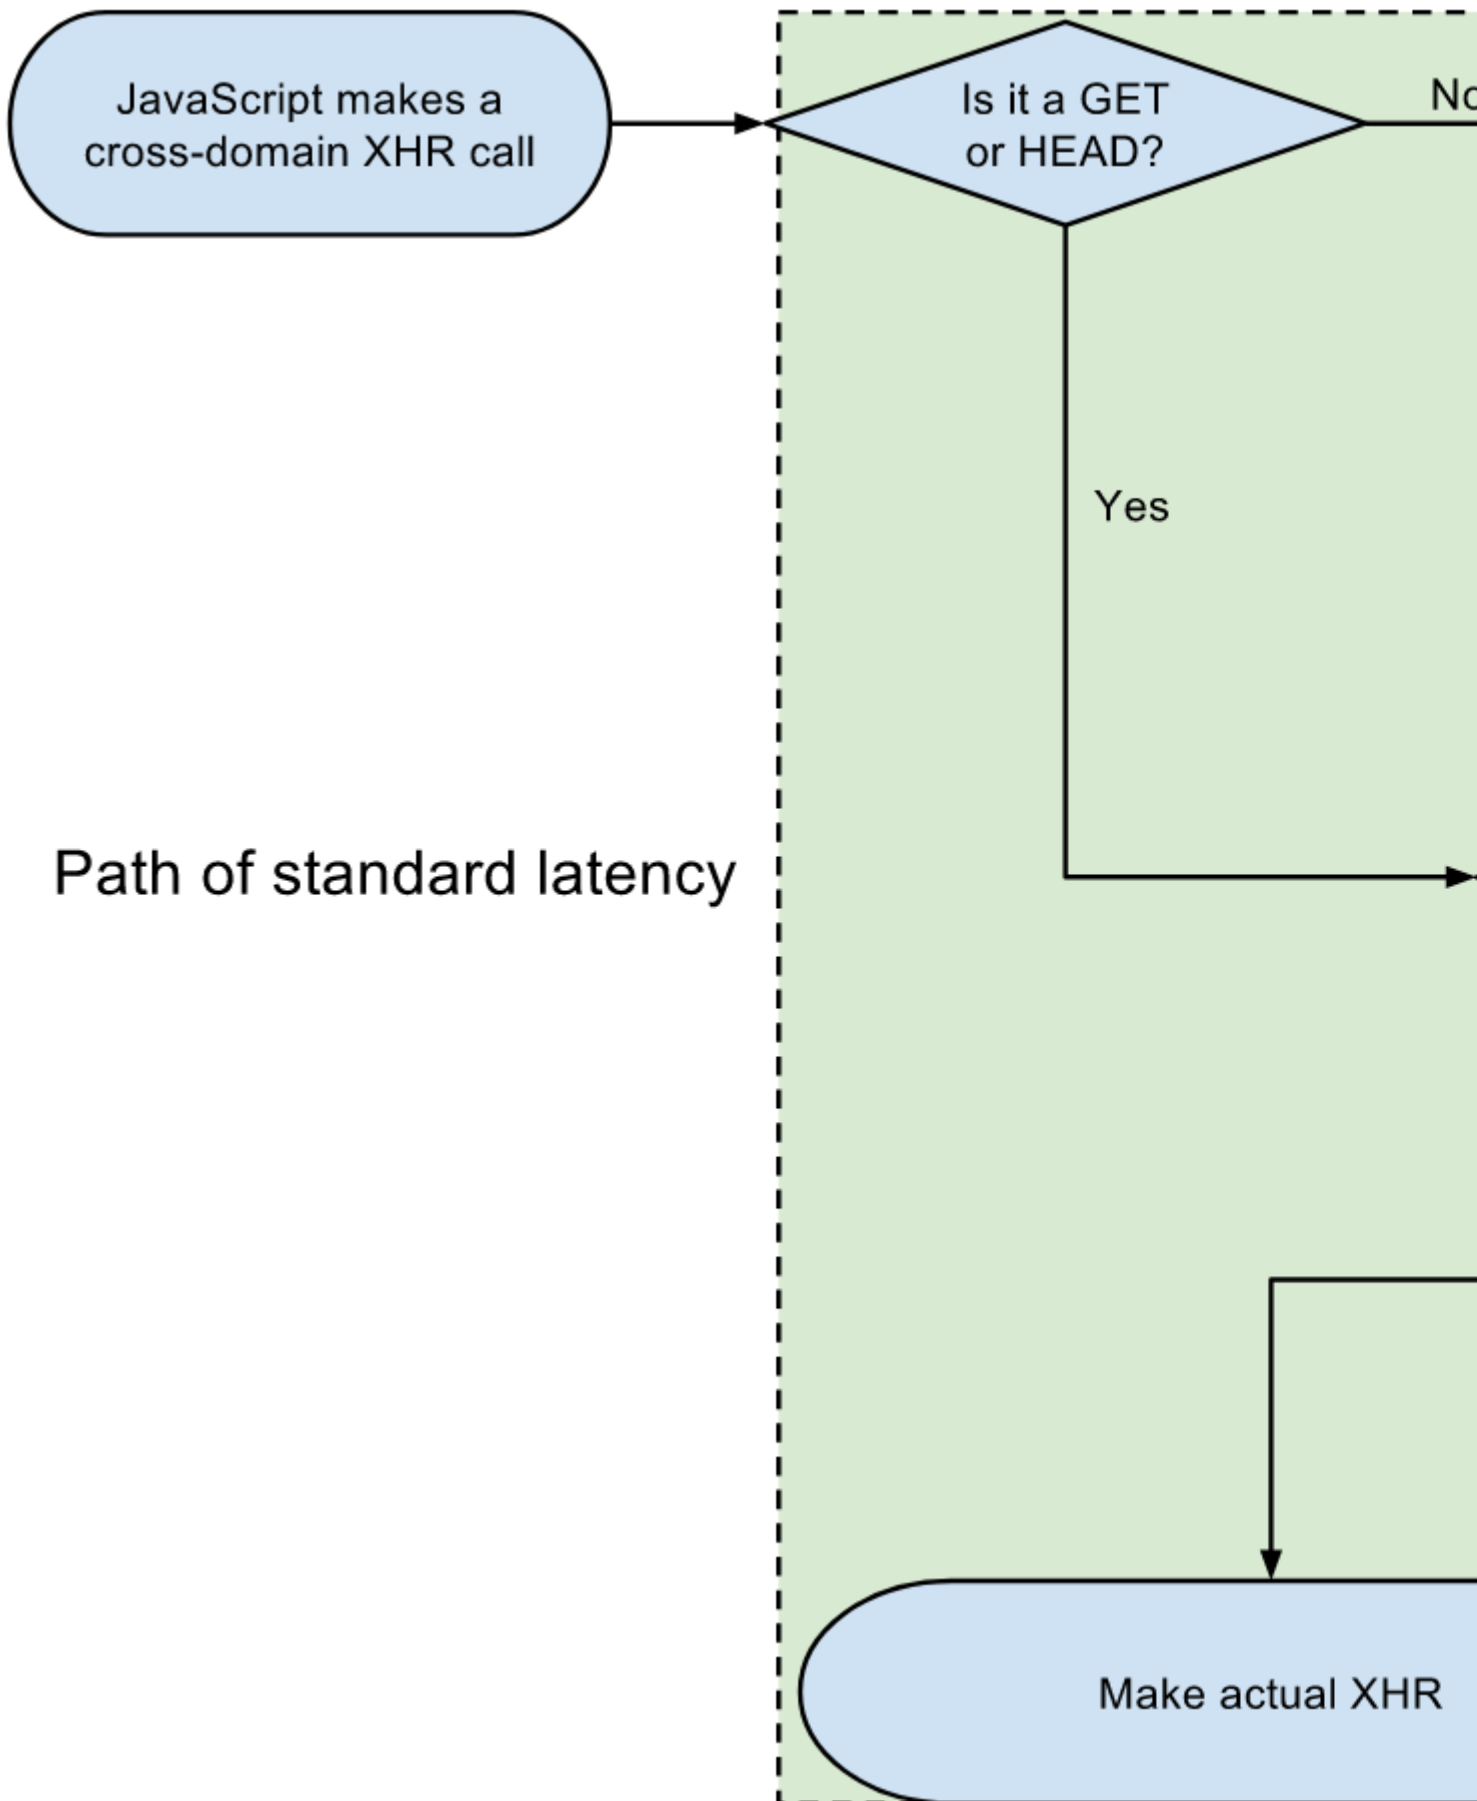 JavaScript makes a
cross-domain XHR call
Is it a GET
or HEAD?
No
Yes
Path of standard latency
Make actual XHR